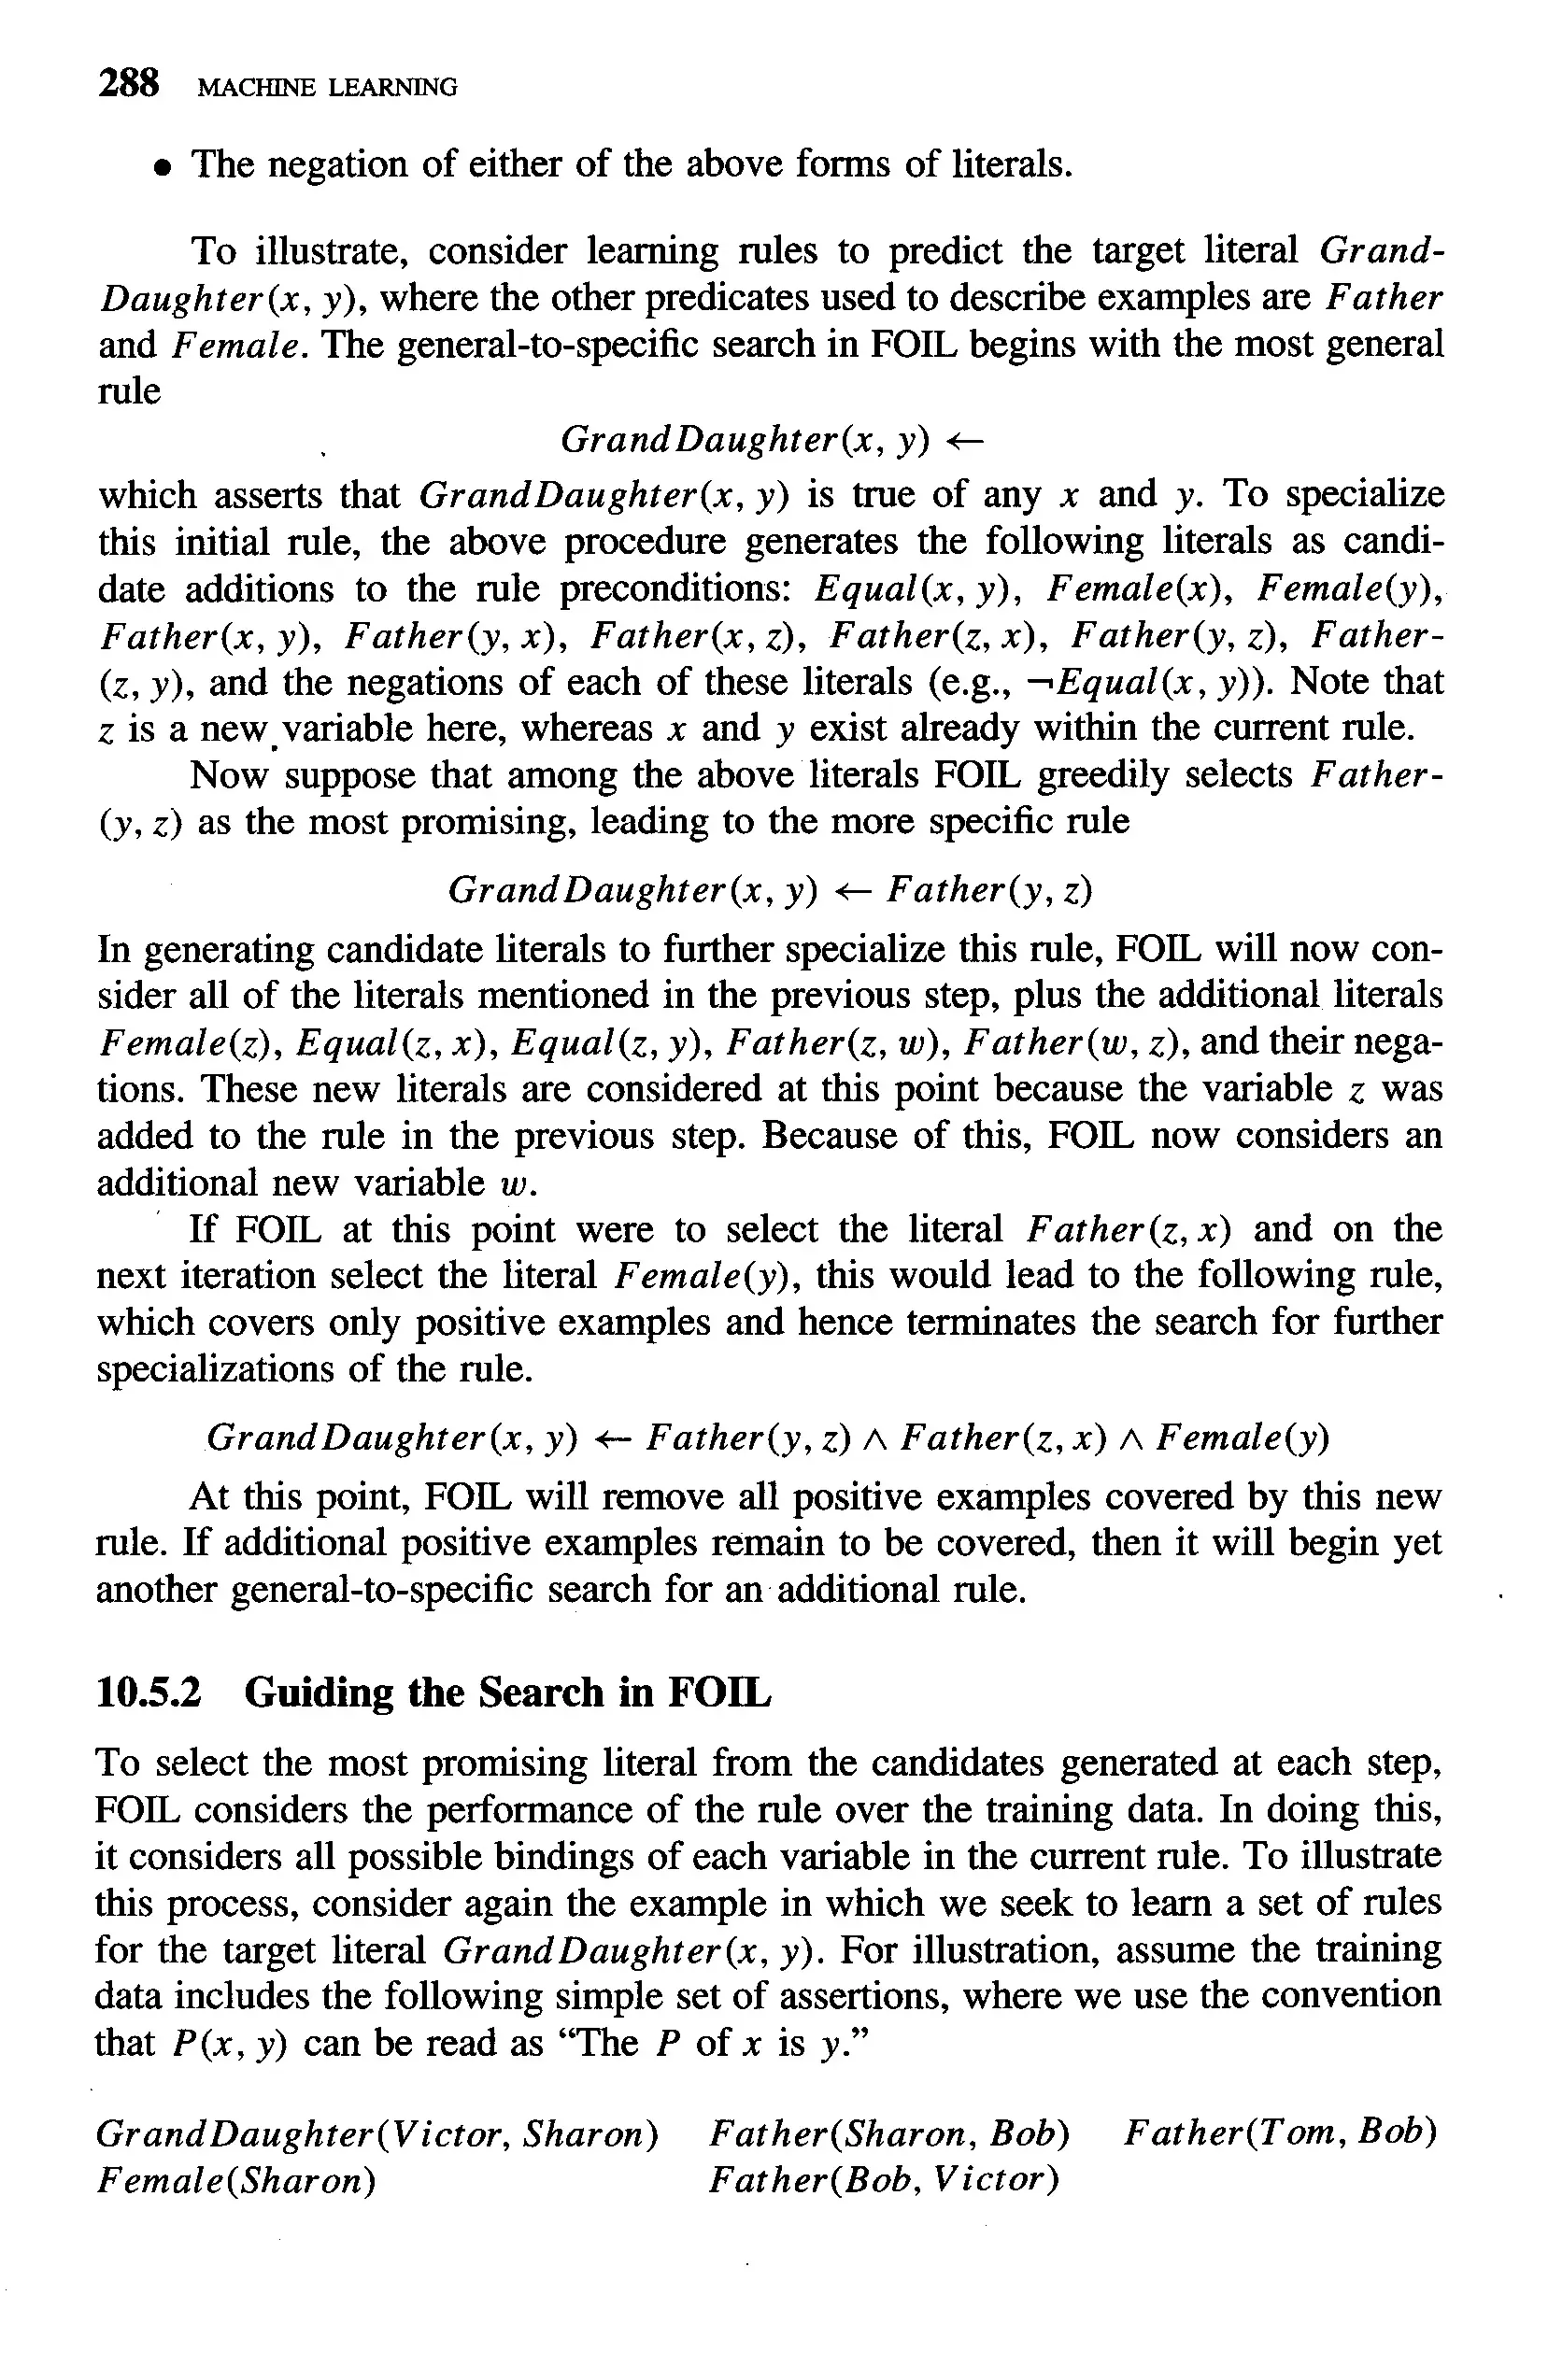 288 MACHINE LEARNING
• The negation of either of the above forms of literals.
To illustrate, consider learning rules to predict the target literal Grand-
Daughter(x, y), where the other predicates used to describe examples are Father
and Female. The general-to-specific search in FOIL begins with the most general
rule
GrandDaughter(x, y) ←
which asserts that GrandDaughter(x, y) is true of any x and y. To specialize
this initial rule, the above procedure generates the following literals as candi-
date additions to the rule preconditions: Equal(x, y), Female(x), Female(y),
Father(x, y), Father(y, x), Father(x, z), Father(z, x), Father(y, z), Father-
(z, y), and the negations of each of these literals (e.g., ¬Equal(x, y)). Note that
z is a new variable here, whereas x and y exist already within the current rule.
Now suppose that among the above literals FOIL greedily selects Father-
(y, z) as the most promising, leading to the more specific rule
GrandDaughter(x, y) ← Father(y, z)
In generating candidate literals to further specialize this rule, FOIL will now con-
sider all of the literals mentioned in the previous step, plus the additional literals
Female(z), Equal(z, x), Equal(z, y), Father(z, w), Father(w, z), and their nega-
tions. These new literals are considered at this point because the variable z was
added to the rule in the previous step. Because of this, FOIL now considers an
additional new variable w.
If FOIL at this point were to select the literal Father(z, x) and on the
next iteration select the literal Female(y), this would lead to the following rule,
which covers only positive examples and hence terminates the search for further
specializations of the rule.
GrandDaughter(x, y) ← Father(y, z) ∧ Father(z, x) ∧ Female(y)
At this point, FOIL will remove all positive examples covered by this new
rule. If additional positive examples remain to be covered, then it will begin yet
another general-to-specific search for an additional rule.
10.5.2 Guiding the Search in FOIL
To select the most promising literal from the candidates generated at each step,
FOIL considers the performance of the rule over the training data. In doing this,
it considers all possible bindings of each variable in the current rule. To illustrate
this process, consider again the example in which we seek to learn a set of rules
for the target literal GrandDaughter(x, y). For illustration, assume the training
data includes the following simple set of assertions, where we use the convention
that P(x, y) can be read as “The P of x is y.”
GrandDaughter(Victor, Sharon) Father(Sharon, Bob) Father(Tom, Bob)
Female(Sharon) Father(Bob, Victor)